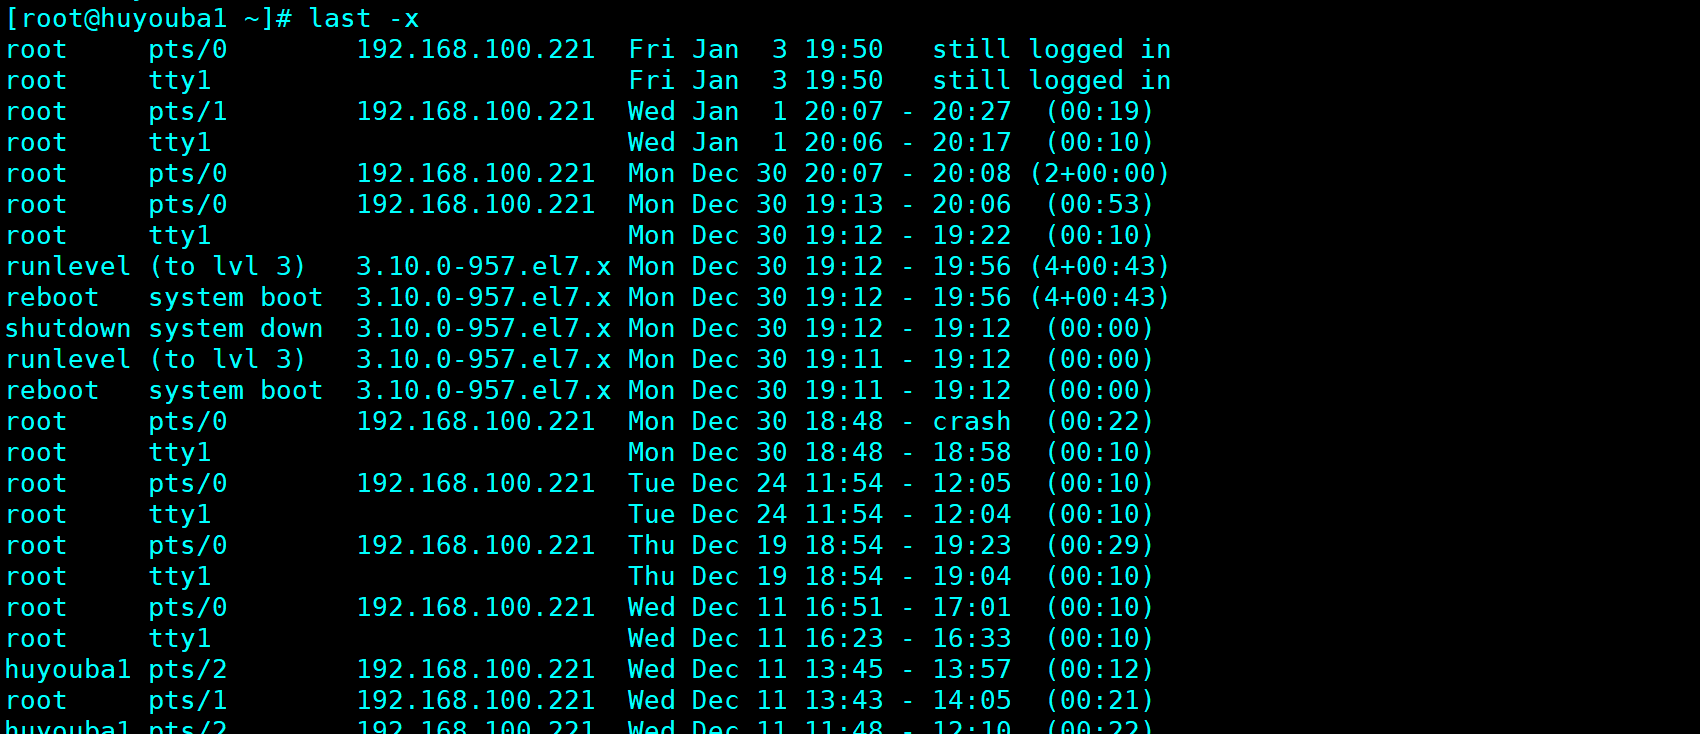 [root@huyouba1 ~]# last -x
root     pts/0        192.168.100.221  Fri Jan  3 19:50   still logged in
root     tty1                          Fri Jan  3 19:50   still logged in
root     pts/1        192.168.100.221  Wed Jan  1 20:07 - 20:27  (00:19)
root     tty1                          Wed Jan  1 20:06 - 20:17  (00:10)
root     pts/0        192.168.100.221  Mon Dec 30 20:07 - 20:08 (2+00:00)
root     pts/0        192.168.100.221  Mon Dec 30 19:13 - 20:06  (00:53)
root     tty1                          Mon Dec 30 19:12 - 19:22  (00:10)
runlevel (to lvl 3)   3.10.0-957.el7.x Mon Dec 30 19:12 - 19:56 (4+00:43)
reboot   system boot  3.10.0-957.el7.x Mon Dec 30 19:12 - 19:56 (4+00:43)
shutdown system down  3.10.0-957.el7.x Mon Dec 30 19:12 - 19:12  (00:00)
runlevel (to lvl 3)   3.10.0-957.el7.x Mon Dec 30 19:11 - 19:12  (00:00)
reboot   system boot  3.10.0-957.el7.x Mon Dec 30 19:11 - 19:12  (00:00)
root     pts/0        192.168.100.221  Mon Dec 30 18:48 - crash  (00:22)
root     tty1                          Mon Dec 30 18:48 - 18:58  (00:10)
root     pts/0        192.168.100.221  Tue Dec 24 11:54 - 12:05  (00:10)
root     tty1                          Tue Dec 24 11:54 - 12:04  (00:10)
root     pts/0        192.168.100.221  Thu Dec 19 18:54 - 19:23  (00:29)
root     tty1                          Thu Dec 19 18:54 - 19:04  (00:10)
root     pts/0        192.168.100.221  Wed Dec 11 16:51 - 17:01  (00:10)
root     tty1                          Wed Dec 11 16:23 - 16:33  (00:10)
huyouba1 pts/2        192.168.100.221  Wed Dec 11 13:45 - 13:57  (00:12)
root     pts/1        192.168.100.221  Wed Dec 11 13:43 - 14:05  (00:21)
huyouba1 pts/2        192.168.100.221  Wed Dec 11 11:48 - 12:10  (00:22)